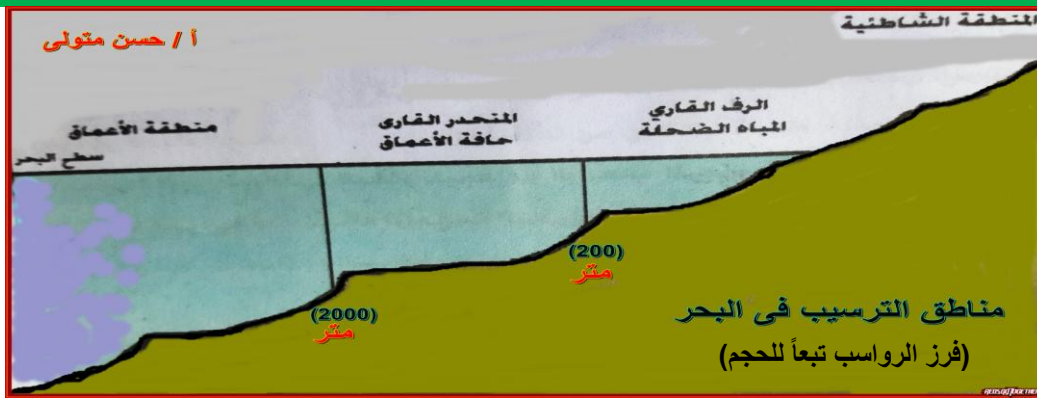 المنطقة الشاطئية
أ / حسن متولى
الرف القاري
المياه الضحلة
المنحدر القارى
حافة الأعماق
منطقة الأعماق
سطح البحر
(200)
متر
(2000)
متر
مناطق الترسيب فى البحر
(فرز الرواسب تبعاً للحجم)